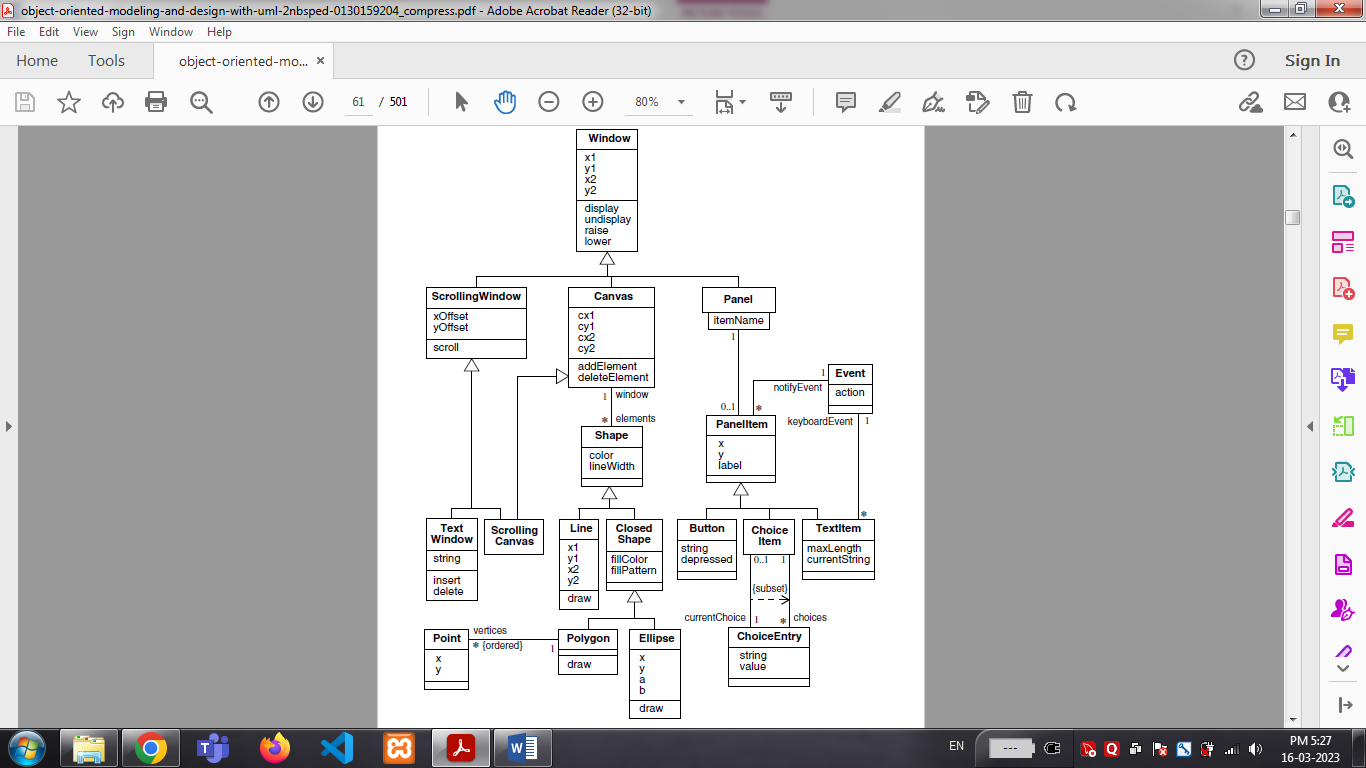 object-oriented-modeling-and-design-with-uml-2nbsped-0130159204_compress.pdf - Adobe Acrobat Reader (32-bit)
File Edit View Sign Window Help
Home Tools object-oriented-mo... ×
Sign In
61 / 501 80%
Window
x1
y1
x2
y2
display
undisplay
raise
lower
ScrollingWindow
xOffset
yOffset
scroll
Canvas
cx1
cy1
cx2
cy2
addElement
deleteElement
Panel
itemName
1
1 window
* elements
Shape
color
lineWidth
0..1
*
notifyEvent
1
Event
action
keyboardEvent 1
*
PanelItem
x
y
label
Text
Window
string
insert
delete
Scrolling
Canvas
Line
x1
y1
x2
y2
draw
Closed
Shape
fillColor
fillPattern
Button
string
depressed
Choice
Item
TextItem
maxLength
currentString
0..1 1
{subset}
currentChoice 1 * choices
Point
x
y
vertices
* {ordered} 1
Polygon
draw
Ellipse
x
y
a
b
draw
ChoiceEntry
string
value
EN
PM 5:27
16-03-2023